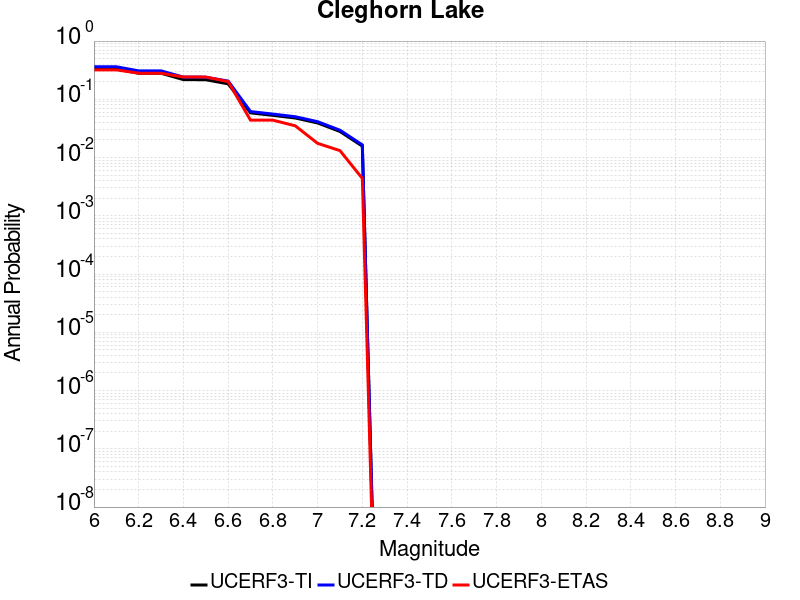 Cleghorn Lake
10^0
10^-1
10^-2
10^-3
10^-4
10^-5
10^-6
10^-7
10^-8
Annual Probability
6 6.2 6.4 6.6 6.8 7 7.2 7.4 7.6 7.8 8 8.2 8.4 8.6 8.8 9
Magnitude
UCERF3-TI UCERF3-TD UCERF3-ETAS